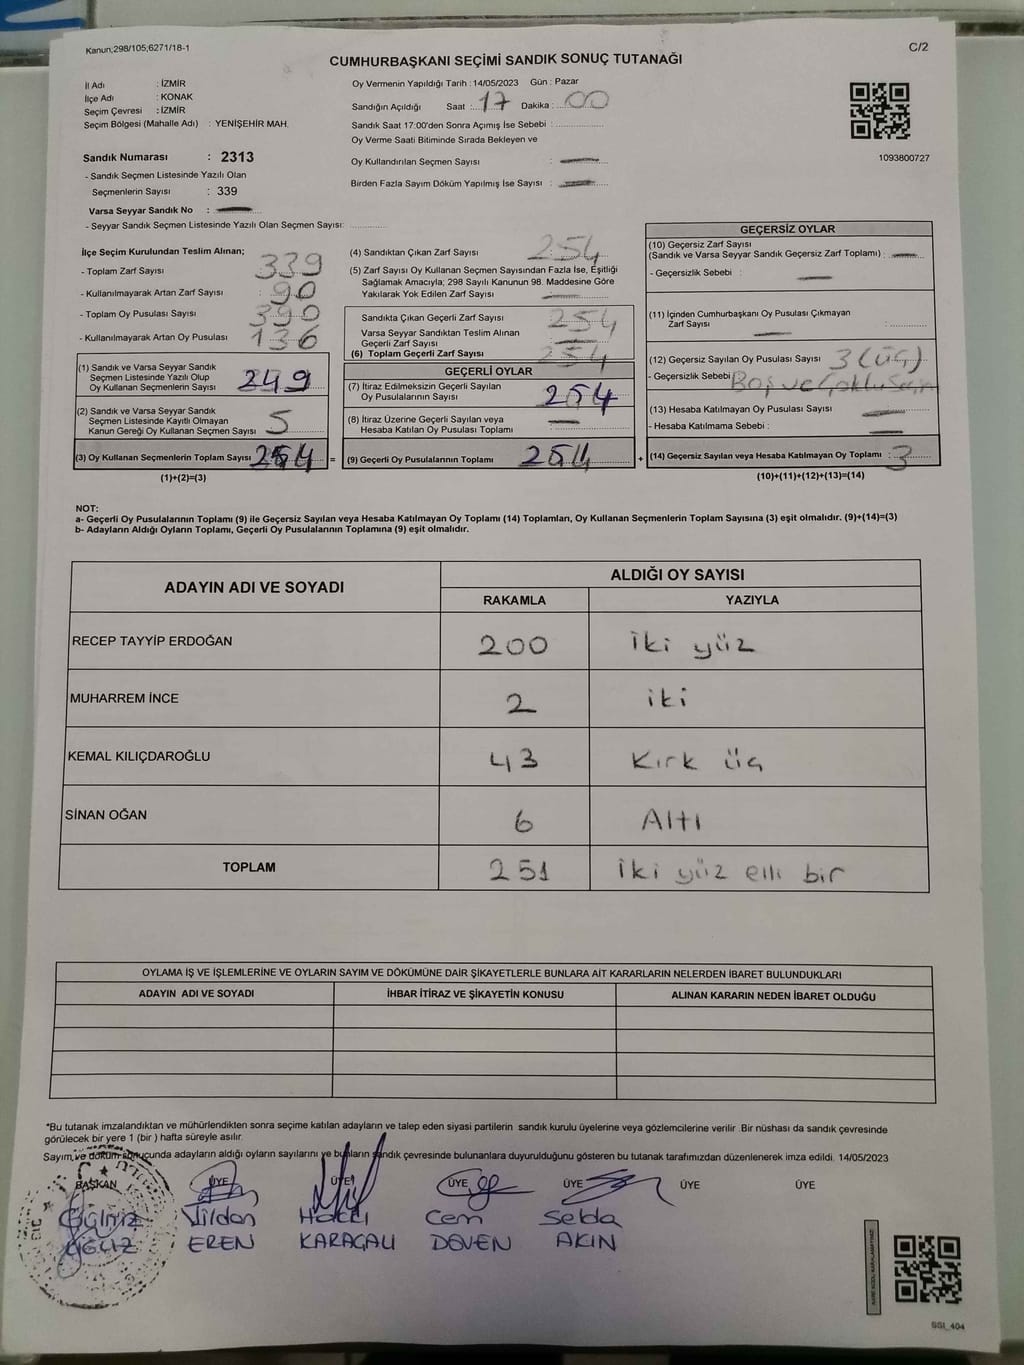 Kanun;298/105;6271/18-1
C/2
CUMHURBAŞKANI SEÇİMİ SANDIK SONUÇ TUTANAĞI
İl Adı : İZMİR
İlçe Adı : KONAK
Seçim Çevresi : İZMİR
Seçim Bölgesi (Mahalle Adı) : YENİŞEHİR MAH.
Sandık Numarası : 2313
- Sandık Seçmen Listesinde Yazılı Olan
Seçmenlerin Sayısı : 339
Varsa Seyyar Sandık No :
- Seyyar Sandık Seçmen Listesinde Yazılı Olan Seçmen Sayısı:
Oy Vermenin Yapıldığı Tarih : 14/05/2023 Gün : Pazar
Sandığın Açıldığı Saat : 17 Dakika : 00
Sandık Saat 17:00'den Sonra Açımış İse Sebebi :
Oy Verme Saati Bitiminde Sırada Bekleyen ve
Oy Kullandırılan Seçmen Sayısı :
Birden Fazla Sayım Döküm Yapılmış İse Sayısı :
1093800727
İlçe Seçim Kurulundan Teslim Alınan;
- Toplam Zarf Sayısı 339
- Kullanılmayarak Artan Zarf Sayısı : 90
- Toplam Oy Pusulası Sayısı 390
- Kullanılmayarak Artan Oy Pusulası 136
(1) Sandık ve Varsa Seyyar Sandık
Seçmen Listesinde Yazılı Olup
Oy Kullanan Seçmenlerin Sayısı 249
(2) Sandık ve Varsa Seyyar Sandık
Seçmen Listesinde Kayıtlı Olmayan
Kanun Gereği Oy Kullanan Seçmen Sayısı 5
(3) Oy Kullanan Seçmenlerin Toplam Sayısı 254 =
(1)+(2)=(3)
(4) Sandıktan Çıkan Zarf Sayısı 254
(5) Zarf Sayısı Oy Kullanan Seçmen Sayısından Fazla İse, Eşitliği
Sağlamak Amacıyla; 298 Sayılı Kanunun 98. Maddesine Göre
Yakılarak Yok Edilen Zarf Sayısı
Sandıkta Çıkan Geçerli Zarf Sayısı 254
Varsa Seyyar Sandıktan Teslim Alınan
Geçerli Zarf Sayısı
(6) Toplam Geçerli Zarf Sayısı 254
GEÇERLİ OYLAR
(7) İtiraz Edilmeksizin Geçerli Sayılan
Oy Pusulalarının Sayısı 254
(8) İtiraz Üzerine Geçerli Sayılan veya
Hesaba Katılan Oy Pusulası Toplamı
(9) Geçerli Oy Pusulalarının Toplamı 254 +
GEÇERSİZ OYLAR
(10) Geçersiz Zarf Sayısı
(Sandık ve Varsa Seyyar Sandık Geçersiz Zarf Toplamı) :
- Geçersizlik Sebebi :
(11) İçinden Cumhurbaşkanı Oy Pusulası Çıkmayan
Zarf Sayısı :
(12) Geçersiz Sayılan Oy Pusulası Sayısı 3 (üç)
- Geçersizlik Sebebi Boş ve Çoklu Seçim
(13) Hesaba Katılmayan Oy Pusulası Sayısı
- Hesaba Katılmama Sebebi :
(14) Geçersiz Sayılan veya Hesaba Katılmayan Oy Toplamı : 3
(10)+(11)+(12)+(13)=(14)
NOT:
a- Geçerli Oy Pusulalarının Toplamı (9) ile Geçersiz Sayılan veya Hesaba Katılmayan Oy Toplamı (14) Toplamları, Oy Kullanan Seçmenlerin Toplam Sayısına (3) eşit olmalıdır. (9)+(14)=(3)
b- Adayların Aldığı Oyların Toplamı, Geçerli Oy Pusulalarının Toplamına (9) eşit olmalıdır.
ADAYIN ADI VE SOYADI
ALDIĞI OY SAYISI
RAKAMLA YAZIYLA
RECEP TAYYİP ERDOĞAN 200 iki yüz
MUHARREM İNCE 2 iki
KEMAL KILIÇDAROĞLU 43 Kırk üç
SİNAN OĞAN 6 Altı
TOPLAM 251 iki yüz elli bir
OYLAMA İŞ VE İŞLEMLERİNE VE OYLARIN SAYIM VE DÖKÜMÜNE DAİR ŞİKAYETLERLE BUNLARA AİT KARARLARIN NELERDEN İBARET BULUNDUKLARI
ADAYIN ADI VE SOYADI İHBAR İTİRAZ VE ŞİKAYETİN KONUSU ALINAN KARARIN NEDEN İBARET OLDUĞU
*Bu tutanak imzalandıktan ve mühürlendikten sonra seçime katılan adayların ve talep eden siyasi partilerin sandık kurulu üyelerine veya gözlemcilerine verilir .Bir nüshası da sandık çevresinde
görülecek bir yere 1 (bir ) hafta süreyle asılır.
Sayım ve döküm sonucunda adayların aldığı oyların sayılarını ve bunların sandık çevresinde bulunanlara duyurulduğunu gösteren bu tutanak tarafımızdan düzenlenerek imza edildi. 14/05/2023
BAŞKAN ÜYE ÜYE ÜYE ÜYE ÜYE ÜYE
Vildan Hakkı Cem Selda
EREN KARAÇALI DÖVEN AKIN
SSI_404